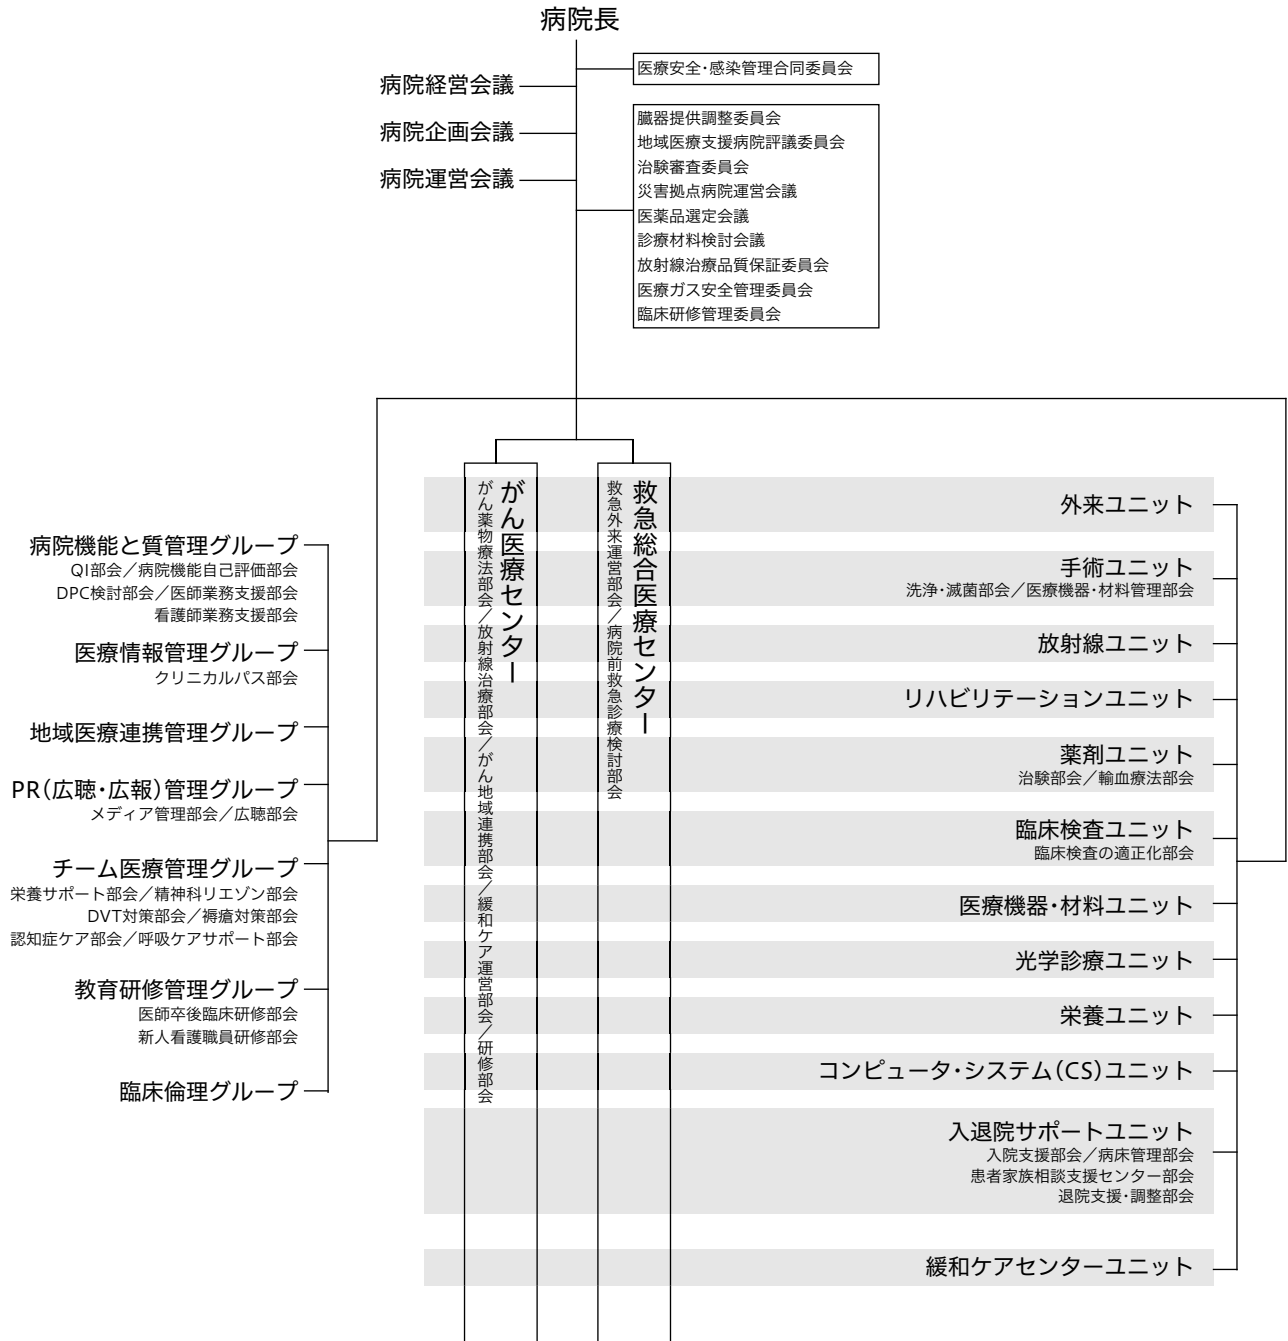 病院長
病院経営会議
病院企画会議
病院運営会議
医療安全・感染管理合同委員会
臓器提供調整委員会
地域医療支援病院評議委員会
治験審査委員会
災害拠点病院運営会議
医薬品選定会議
診療材料検討会議
放射線治療品質保証委員会
医療ガス安全管理委員会
臨床研修管理委員会
病院機能と質管理グループ
QI部会／病院機能自己評価部会
DPC検討部会／医師業務支援部会
看護師業務支援部会
医療情報管理グループ
クリニカルパス部会
地域医療連携管理グループ
PR（広聴・広報）管理グループ
メディア管理部会／広聴部会
チーム医療管理グループ
栄養サポート部会／精神科リエゾン部会
DVT対策部会／褥瘡対策部会
認知症ケア部会／呼吸ケアサポート部会
教育研修管理グループ
医師卒後臨床研修部会
新人看護職員研修部会
臨床倫理グループ
がん医療センター
がん薬物療法部会／放射線治療部会／がん地域連携部会／緩和ケア運営部会／研修部会
救急総合医療センター
救急外来運営部会／病院前救急診療検討部会
外来ユニット
手術ユニット
洗浄・滅菌部会／医療機器・材料管理部会
放射線ユニット
リハビリテーションユニット
薬剤ユニット
治験部会／輸血療法部会
臨床検査ユニット
臨床検査の適正化部会
医療機器・材料ユニット
光学診療ユニット
栄養ユニット
コンピュータ・システム（CS）ユニット
入退院サポートユニット
入院支援部会／病床管理部会
患者家族相談支援センター部会
退院支援・調整部会
緩和ケアセンターユニット